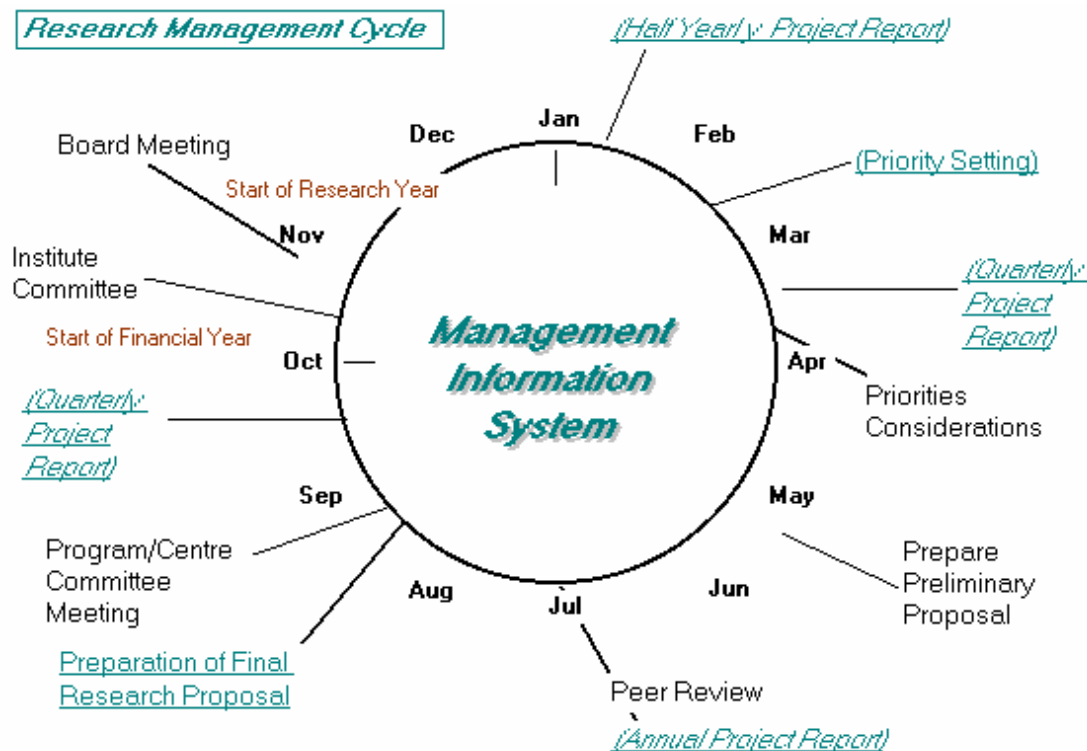 Research Management Cycle
(Half Yearly Project Report)
Jan
Dec
Feb
Board Meeting
(Priority Setting)
Start of Research Year
Nov
Mar
Institute
Committee
(Quarterly
Project
Report)
Start of Financial Year
Management
Information
System
Oct
Apr
Priorities
Considerations
(Quarterly
Project
Report)
Sep
May
Program/Centre
Committee
Meeting
Prepare
Preliminary
Proposal
Aug
Jun
Jul
Preparation of Final
Research Proposal
Peer Review
(Annual Project Report)